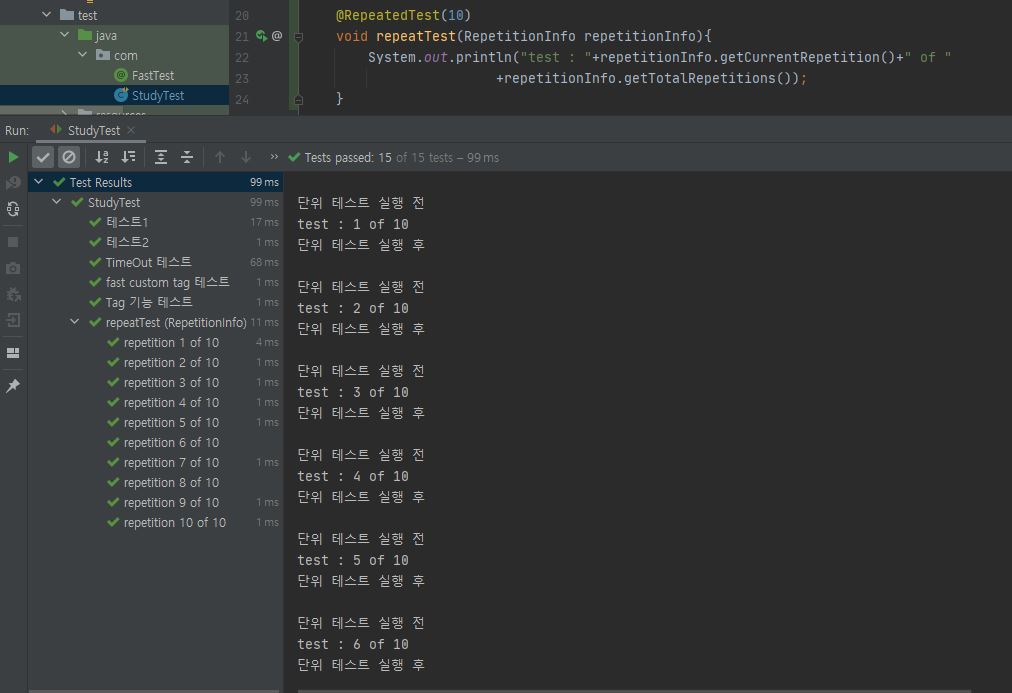 test
java
com
FastTest
StudyTest
20 @RepeatedTest(10)
21 @ void repeatTest(RepetitionInfo repetitionInfo){
22 System.out.println("test : "+repetitionInfo.getCurrentRepetition()+" of "
23 +repetitionInfo.getTotalRepetitions());
24 }
Run: StudyTest ×
Tests passed: 15 of 15 tests – 99 ms
Test Results 99 ms
StudyTest 99 ms
테스트1 17 ms
테스트2 1 ms
TimeOut 테스트 68 ms
fast custom tag 테스트 1 ms
Tag 기능 테스트 1 ms
repeatTest (RepetitionInfo) 11 ms
repetition 1 of 10 4 ms
repetition 2 of 10 1 ms
repetition 3 of 10 1 ms
repetition 4 of 10 1 ms
repetition 5 of 10 1 ms
repetition 6 of 10
repetition 7 of 10 1 ms
repetition 8 of 10
repetition 9 of 10 1 ms
repetition 10 of 10 1 ms
단위 테스트 실행 전
test : 1 of 10
단위 테스트 실행 후
단위 테스트 실행 전
test : 2 of 10
단위 테스트 실행 후
단위 테스트 실행 전
test : 3 of 10
단위 테스트 실행 후
단위 테스트 실행 전
test : 4 of 10
단위 테스트 실행 후
단위 테스트 실행 전
test : 5 of 10
단위 테스트 실행 후
단위 테스트 실행 전
test : 6 of 10
단위 테스트 실행 후